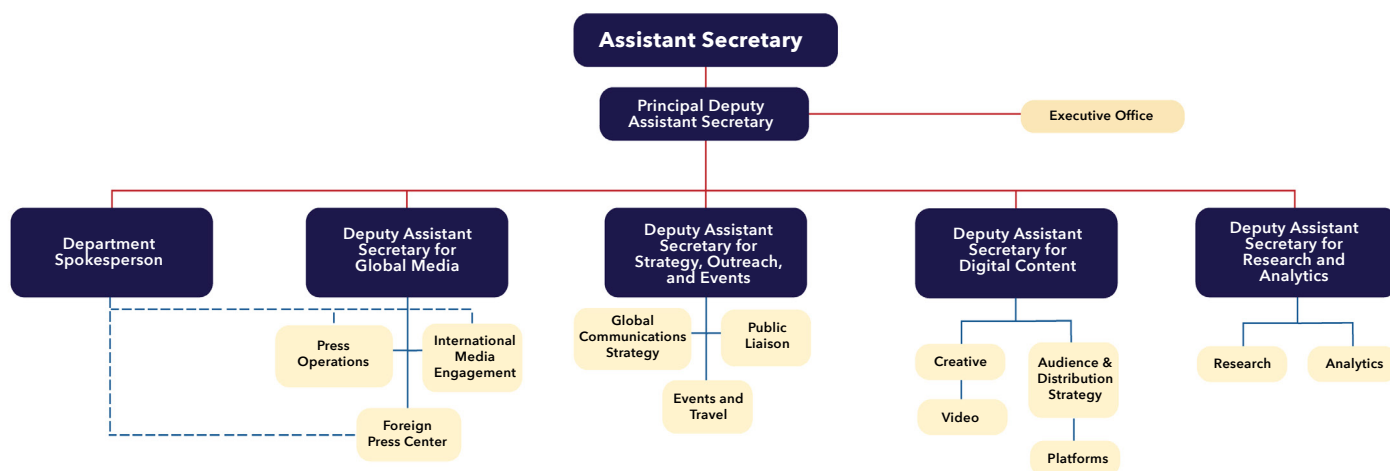 Assistant Secretary
Principal Deputy
Assistant Secretary
Executive Office
Department
Spokesperson
Deputy Assistant
Secretary for
Global Media
Deputy Assistant
Secretary for
Strategy, Outreach,
and Events
Deputy Assistant
Secretary for
Digital Content
Deputy Assistant
Secretary for
Research and
Analytics
Press
Operations
International
Media
Engagement
Foreign
Press Center
Global
Communications
Strategy
Public
Liaison
Events and
Travel
Creative
Video
Audience &
Distribution
Strategy
Platforms
Research
Analytics